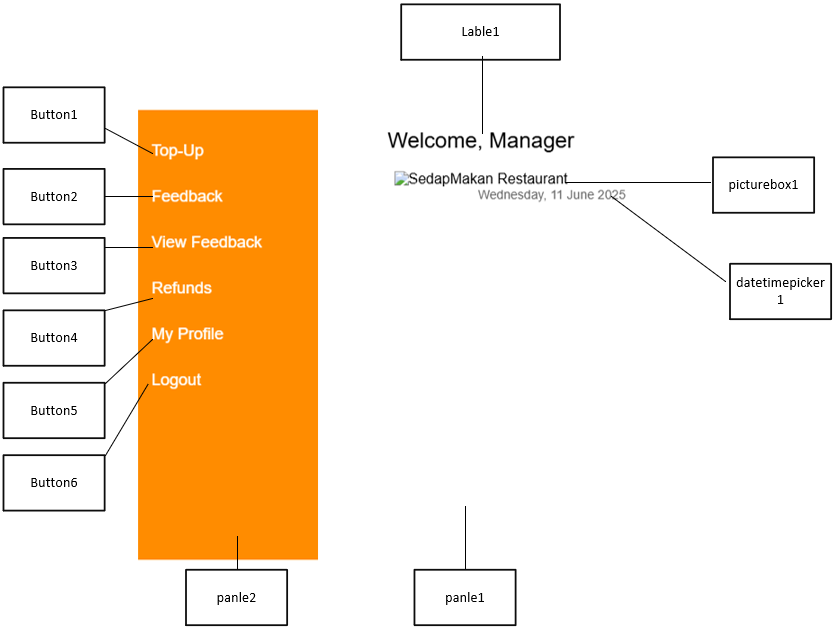 Lable1
Button1
Welcome, Manager
Top-Up
SedapMakan Restaurant
picturebox1
Button2
Feedback
Wednesday, 11 June 2025
Button3
View Feedback
datetimepicker
1
Refunds
Button4
My Profile
Logout
Button5
Button6
panle2
panle1